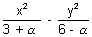 x²/(3 + α) - y²/(6 - α)